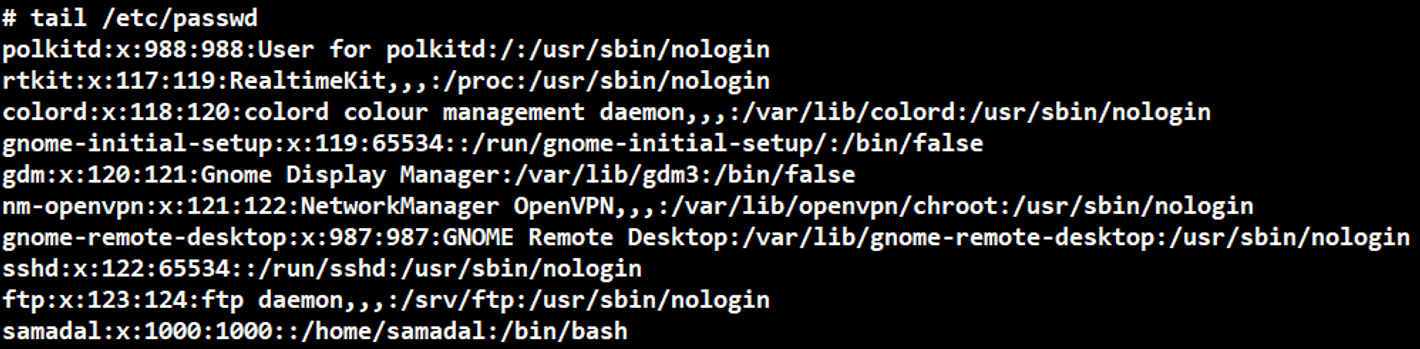 # tail /etc/passwd
polkitd:x:988:988:User for polkitd:/:/usr/sbin/nologin
rtkit:x:117:119:RealtimeKit,,,:/proc:/usr/sbin/nologin
colord:x:118:120:colord colour management daemon,,,:/var/lib/colord:/usr/sbin/nologin
gnome-initial-setup:x:119:65534::/run/gnome-initial-setup/:/bin/false
gdm:x:120:121:Gnome Display Manager:/var/lib/gdm3:/bin/false
nm-openvpn:x:121:122:NetworkManager OpenVPN,,,:/var/lib/openvpn/chroot:/usr/sbin/nologin
gnome-remote-desktop:x:987:987:GNOME Remote Desktop:/var/lib/gnome-remote-desktop:/usr/sbin/nologin
sshd:x:122:65534::/run/sshd:/usr/sbin/nologin
ftp:x:123:124:ftp daemon,,,:/srv/ftp:/usr/sbin/nologin
samadal:x:1000:1000::/home/samadal:/bin/bash